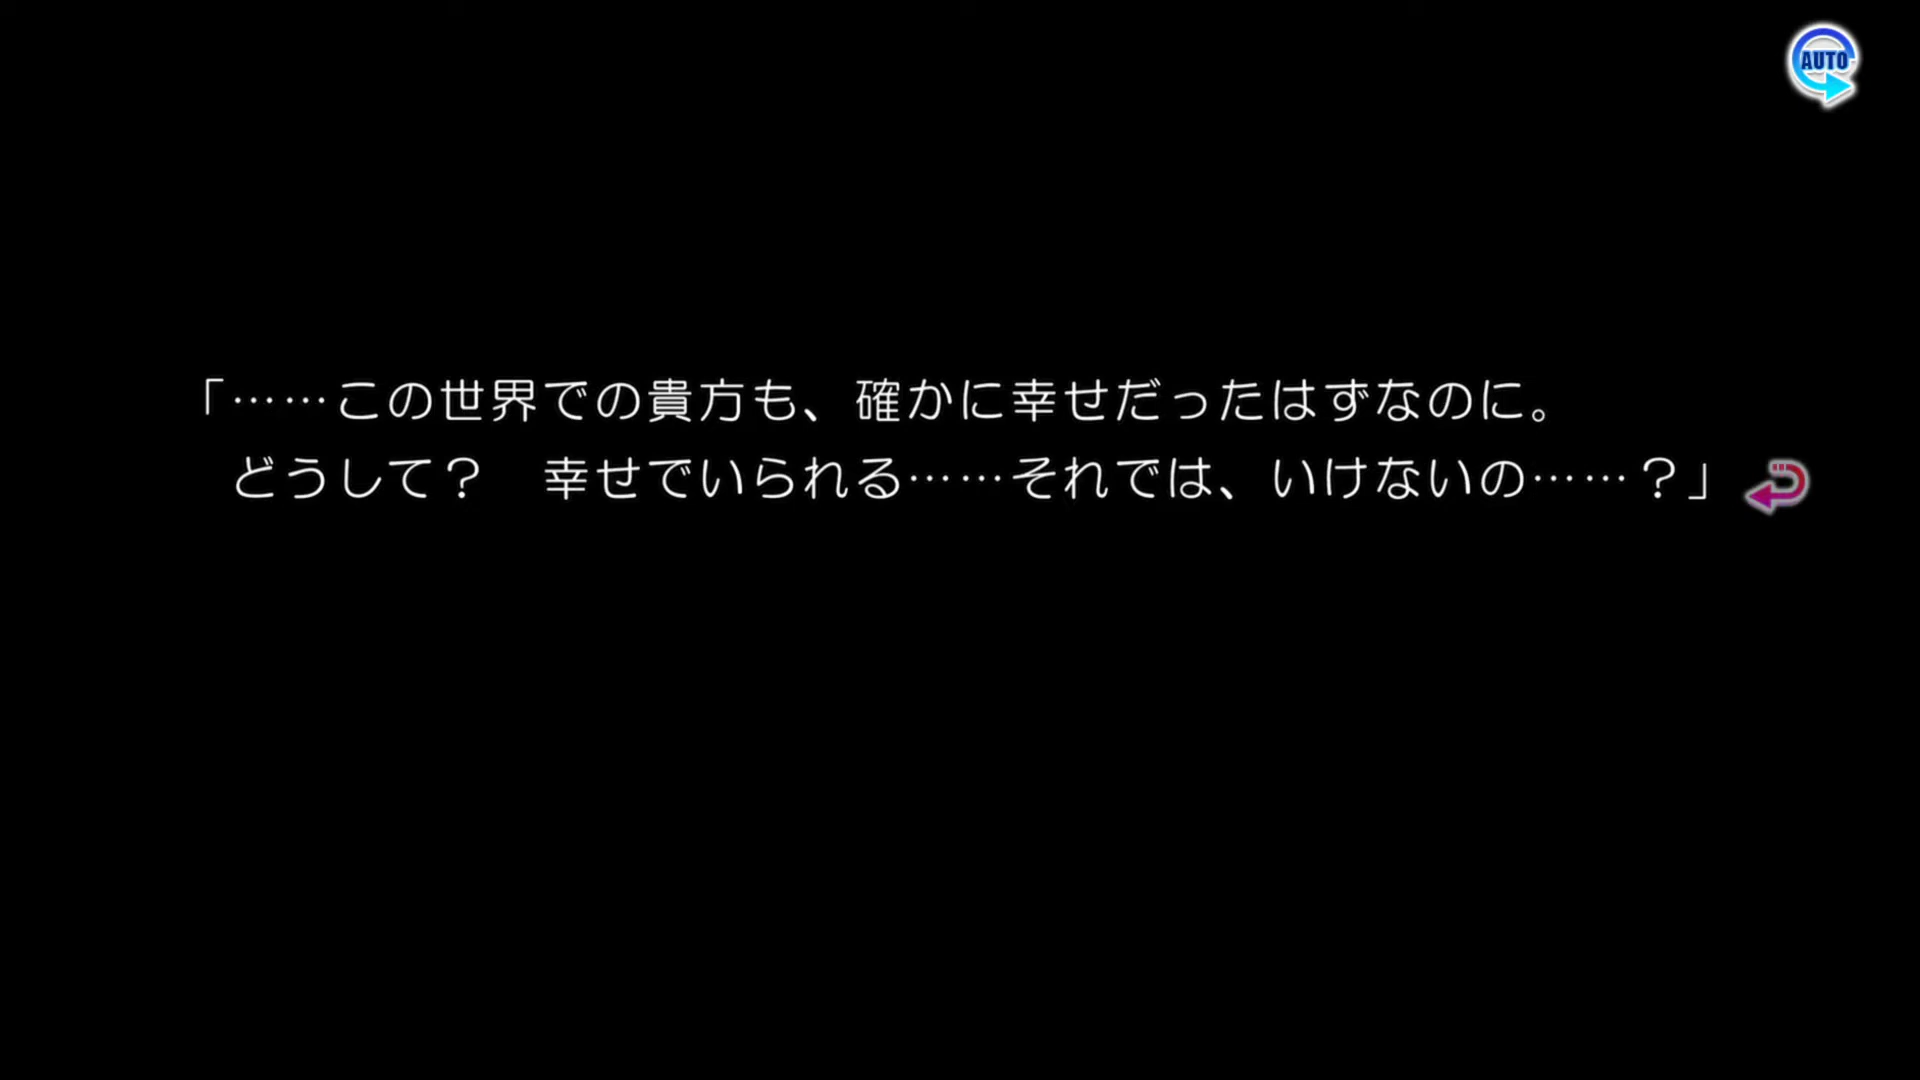 AUTO
「……この世界での貴方も、確かに幸せだったはずなのに。
どうして？　幸せでいられる……それでは、いけないの……？」